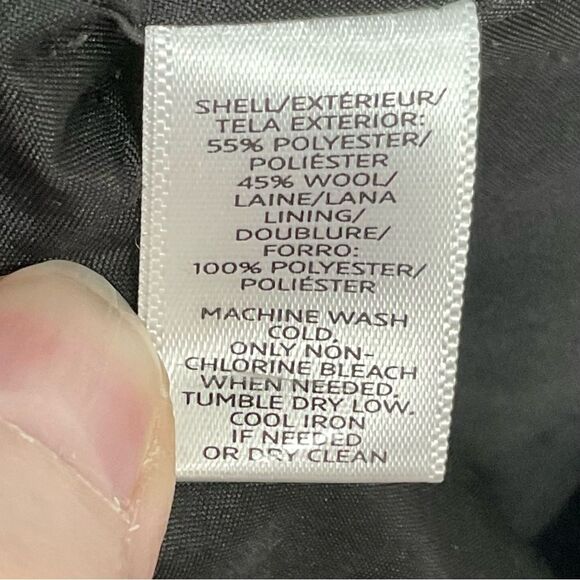 SHELL/EXTÉRIEUR/
TELA EXTERIOR:
55% POLYESTER/
POLIÉSTER
45% WOOL/
LAINE/LANA
LINING/
DOUBLURE/
FORRO:
100% POLYESTER/
POLIÉSTER
MACHINE WASH
COLD.
ONLY NON-
CHLORINE BLEACH
WHEN NEEDED.
TUMBLE DRY LOW.
COOL IRON
IF NEEDED
OR DRY CLEAN